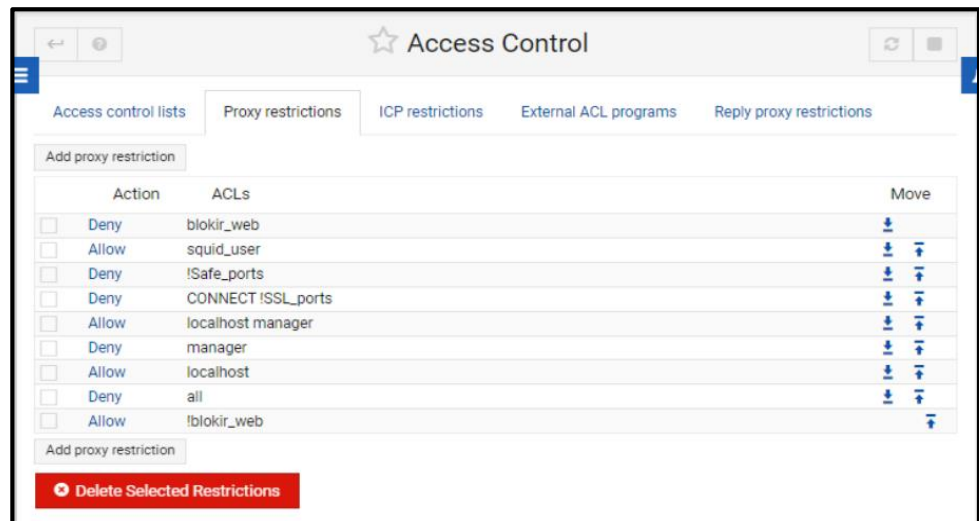 Access Control
Access control lists Proxy restrictions ICP restrictions External ACL programs Reply proxy restrictions
Add proxy restriction
Action ACLs Move
Deny blokir_web
Allow squid_user
Deny !Safe_ports
Deny CONNECT !SSL_ports
Allow localhost manager
Deny manager
Allow localhost
Deny all
Allow !blokir_web
Add proxy restriction
Delete Selected Restrictions